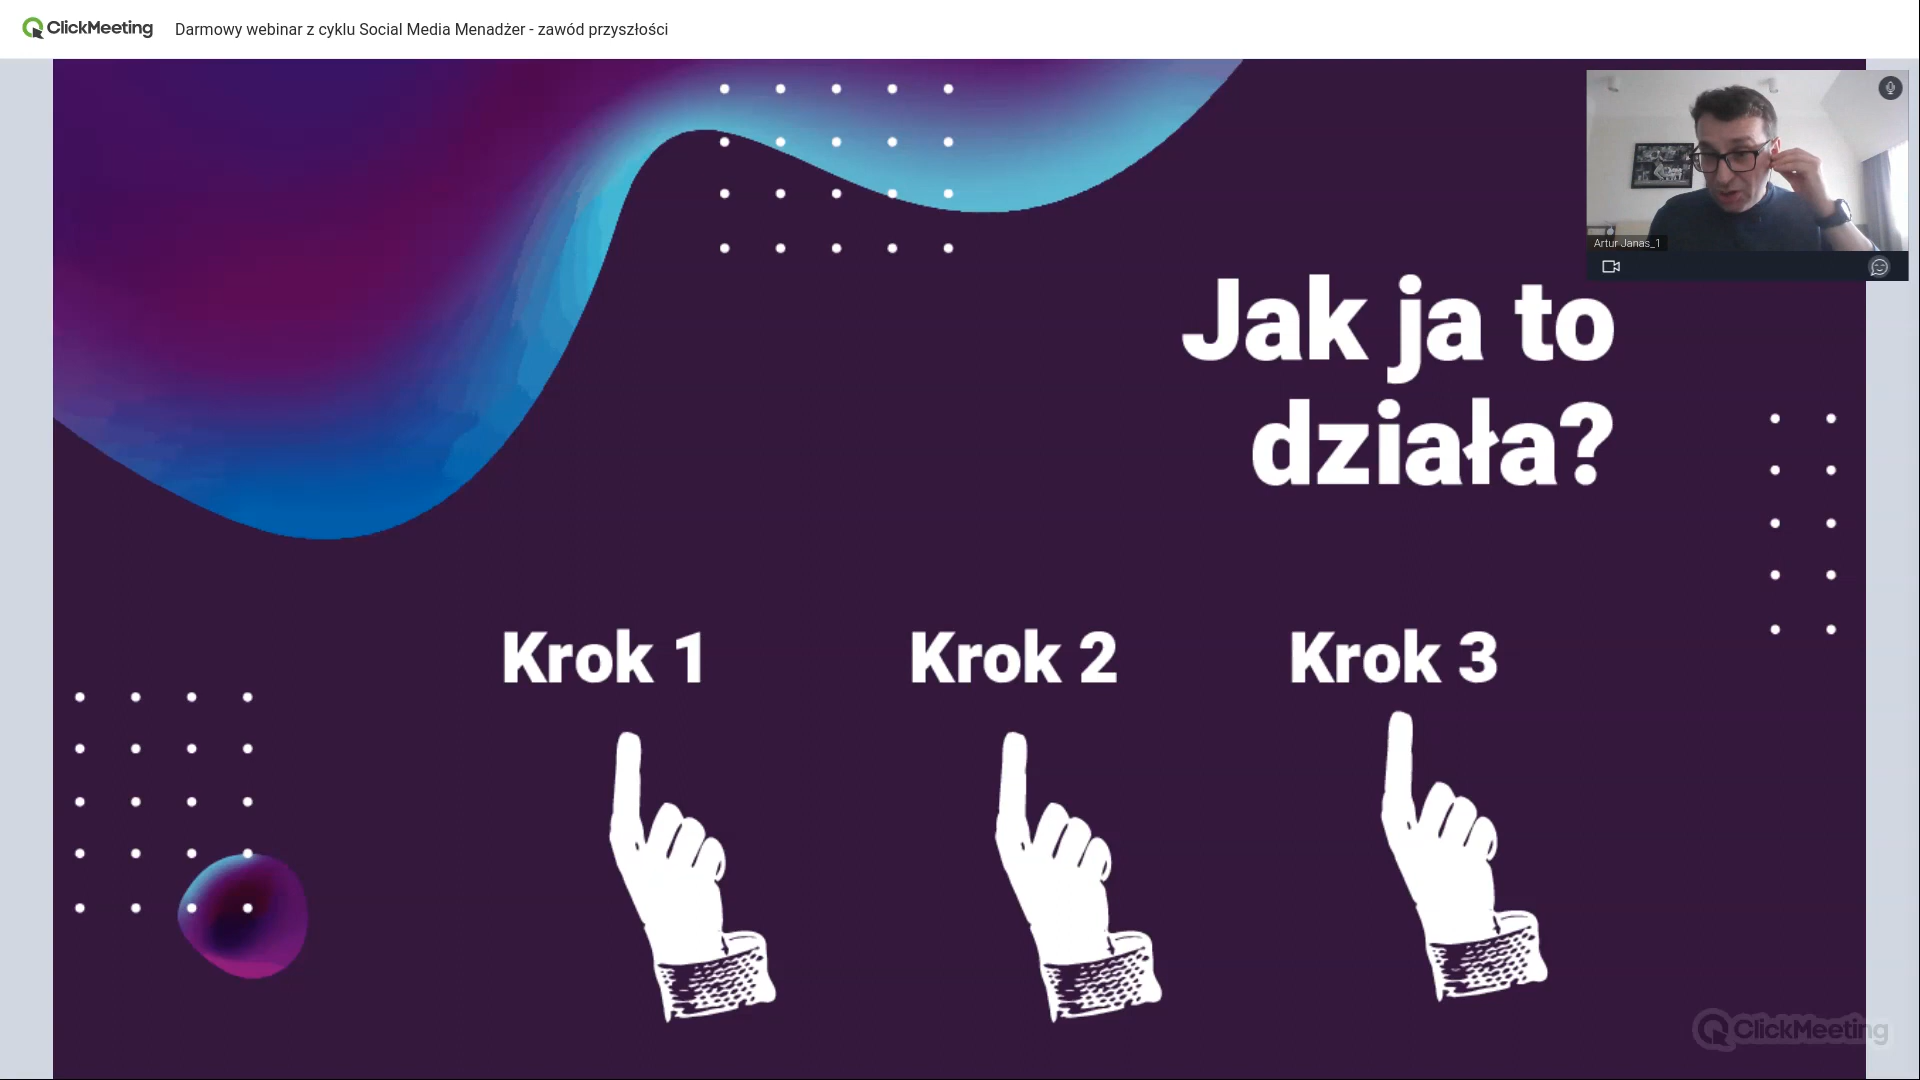 ClickMeeting Darmowy webinar z cyklu Social Media Menadżer - zawód przyszłości
Artur Janas_1
Jak ja to
działa?
Krok 1 Krok 2 Krok 3
ClickMeeting